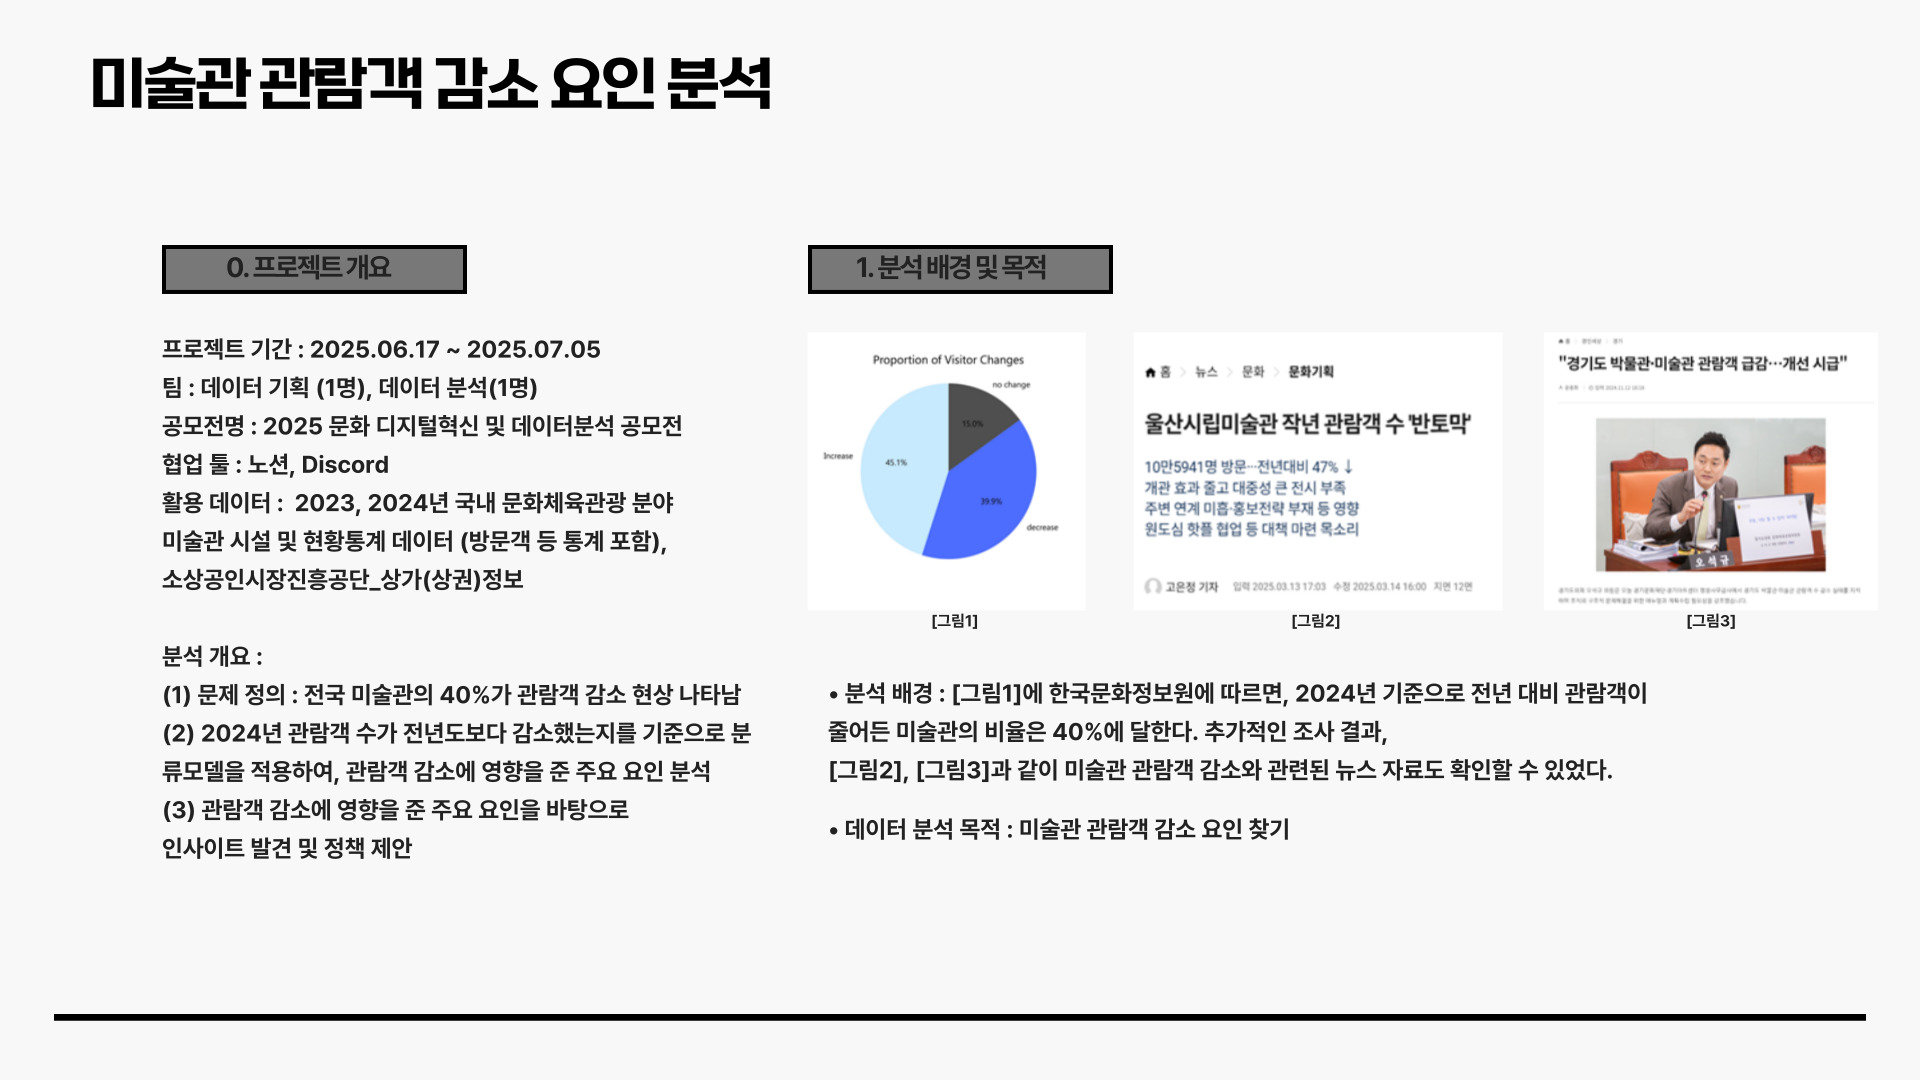 미술관 관람객 감소 요인 분석
0. 프로젝트 개요
프로젝트 기간 : 2025.06.17 ~ 2025.07.05
팀 : 데이터 기획 (1명), 데이터 분석(1명)
공모전명 : 2025 문화 디지털혁신 및 데이터분석 공모전
협업 툴 : 노션, Discord
활용 데이터 :  2023, 2024년 국내 문화체육관광 분야
미술관 시설 및 현황통계 데이터 (방문객 등 통계 포함),
소상공인시장진흥공단_상가(상권)정보
분석 개요 :
(1) 문제 정의 : 전국 미술관의 40%가 관람객 감소 현상 나타남
(2) 2024년 관람객 수가 전년도보다 감소했는지를 기준으로 분
류모델을 적용하여, 관람객 감소에 영향을 준 주요 요인 분석
(3) 관람객 감소에 영향을 준 주요 요인을 바탕으로
인사이트 발견 및 정책 제안
1. 분석 배경 및 목적
Proportion of Visitor Changes
no change
15.0%
Increase
45.1%
39.9%
decrease
[그림1]
홈 > 뉴스 > 문화 > 문화기획
울산시립미술관 작년 관람객 수 '반토막'
10만5941명 방문…전년대비 47% ↓
개관 효과 줄고 대중성 큰 전시 부족
주변 연계 미흡·홍보전략 부재 등 영향
원도심 핫플 협업 등 대책 마련 목소리
고은정 기자 입력 2025.03.13 17:03 수정 2025.03.14 16:00 지면 12면
[그림2]
"경기도 박물관·미술관 관람객 급감…개선 시급"
오석규
[그림3]
• 분석 배경 : [그림1]에 한국문화정보원에 따르면, 2024년 기준으로 전년 대비 관람객이
줄어든 미술관의 비율은 40%에 달한다. 추가적인 조사 결과,
[그림2], [그림3]과 같이 미술관 관람객 감소와 관련된 뉴스 자료도 확인할 수 있었다.
• 데이터 분석 목적 : 미술관 관람객 감소 요인 찾기